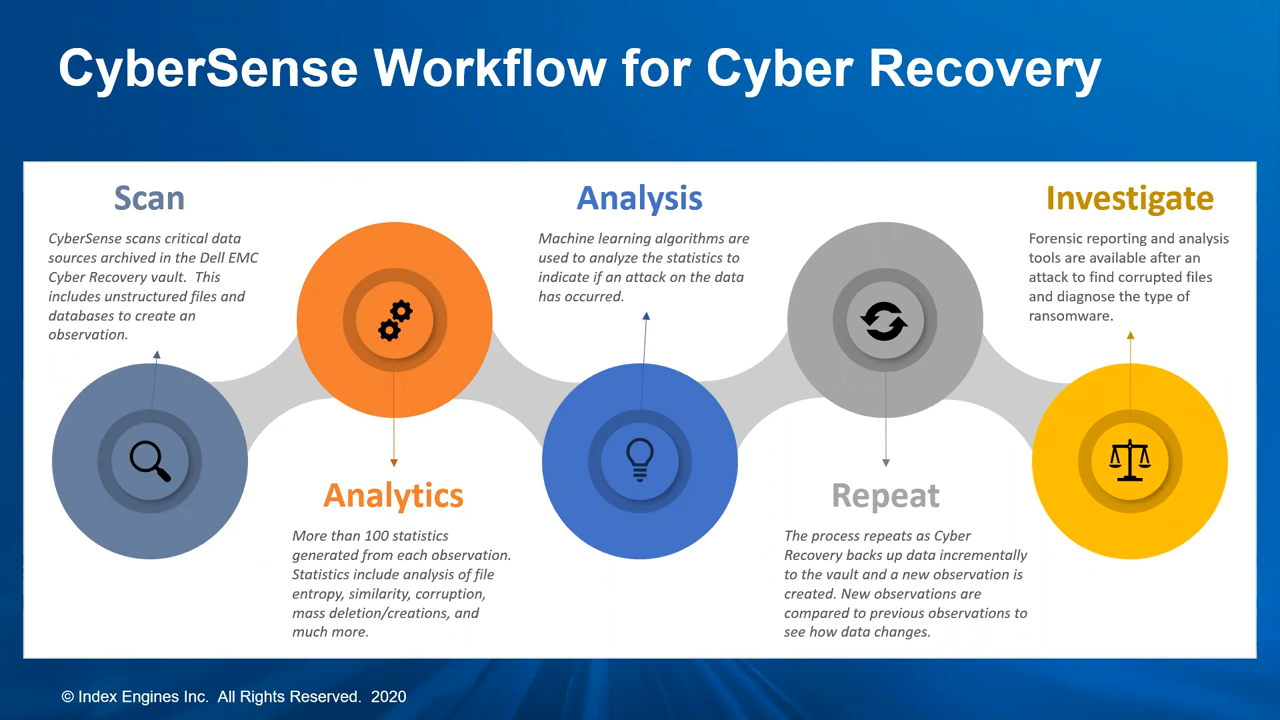 CyberSense Workflow for Cyber Recovery
Scan
CyberSense scans critical data
sources archived in the Dell EMC
Cyber Recovery vault.  This
includes unstructured files and
databases to create an
observation.
Analytics
More than 100 statistics
generated from each observation.
Statistics include analysis of file
entropy, similarity, corruption,
mass deletion/creations, and
much more.
Analysis
Machine learning algorithms are
used to analyze the statistics to
indicate if an attack on the data
has occurred.
Repeat
The process repeats as Cyber
Recovery backs up data incrementally
to the vault and a new observation is
created. New observations are
compared to previous observations to
see how data changes.
Investigate
Forensic reporting and analysis
tools are available after an
attack to find corrupted files
and diagnose the type of
ransomware.
© Index Engines Inc.  All Rights Reserved.  2020